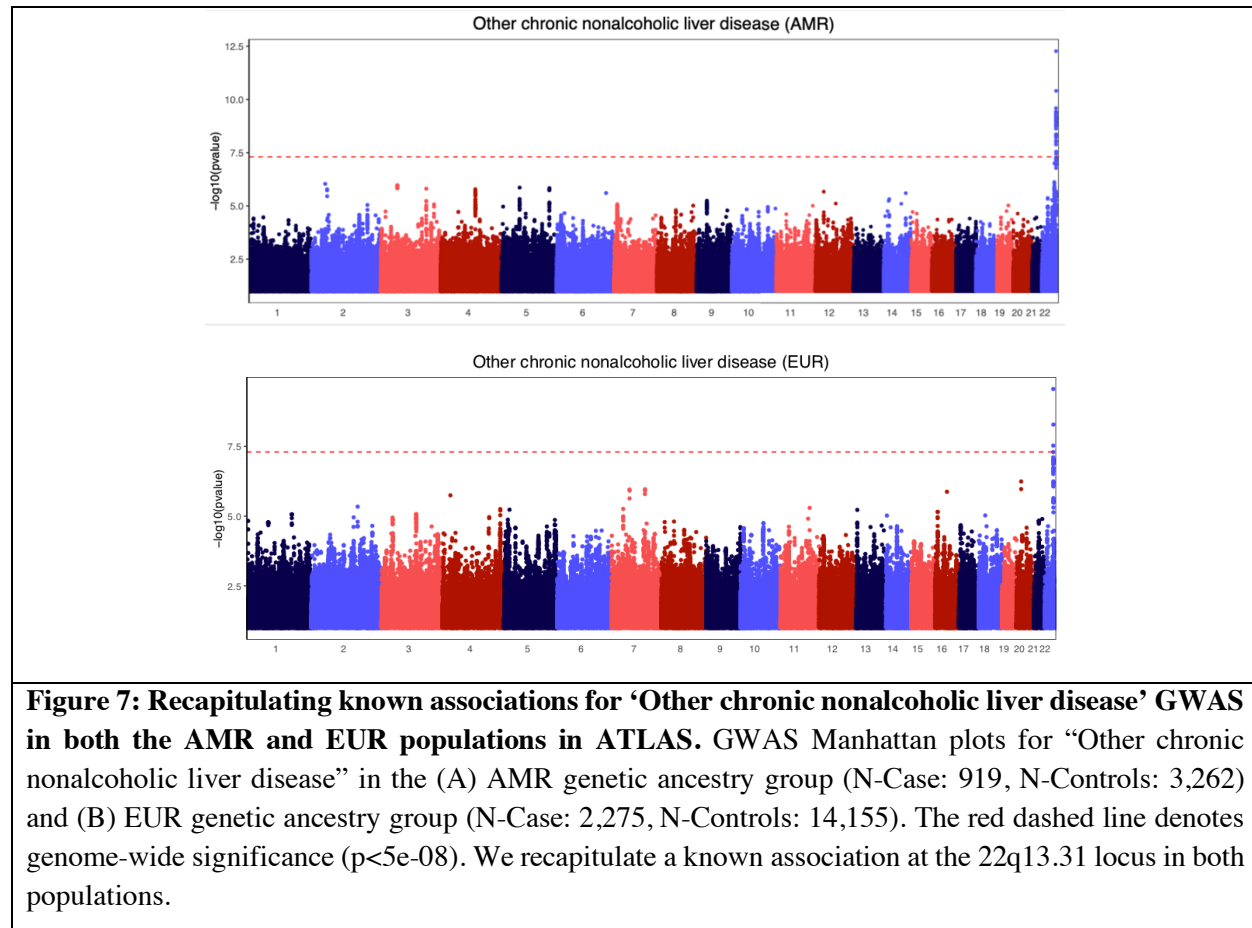 Other chronic nonalcoholic liver disease (AMR)
12.5
10.0
7.5
5.0
2.5
−log10(pvalue)
1 2 3 4 5 6 7 8 9 10 11 12 13 14 15 16 17 18 19 20 21 22
Other chronic nonalcoholic liver disease (EUR)
7.5
5.0
2.5
−log10(pvalue)
1 2 3 4 5 6 7 8 9 10 11 12 13 14 15 16 17 18 19 20 21 22
Figure 7: Recapitulating known associations for ‘Other chronic nonalcoholic liver disease’ GWAS
in both the AMR and EUR populations in ATLAS. GWAS Manhattan plots for “Other chronic
nonalcoholic liver disease” in the (A) AMR genetic ancestry group (N-Case: 919, N-Controls: 3,262)
and (B) EUR genetic ancestry group (N-Case: 2,275, N-Controls: 14,155). The red dashed line denotes
genome-wide significance (p<5e-08). We recapitulate a known association at the 22q13.31 locus in both
populations.